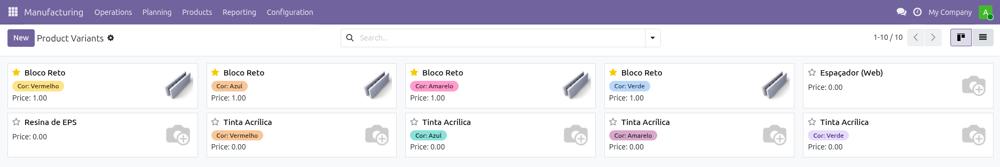 Manufacturing Operations Planning Products Reporting Configuration My Company A
New Product Variants Search... 1-10 / 10
Bloco Reto
Cor: Vermelho
Price: 1.00
Bloco Reto
Cor: Azul
Price: 1.00
Bloco Reto
Cor: Amarelo
Price: 1.00
Bloco Reto
Cor: Verde
Price: 1.00
Espaçador (Web)
Price: 0.00
Resina de EPS
Price: 0.00
Tinta Acrílica
Cor: Vermelho
Price: 0.00
Tinta Acrílica
Cor: Azul
Price: 0.00
Tinta Acrílica
Cor: Amarelo
Price: 0.00
Tinta Acrílica
Cor: Verde
Price: 0.00